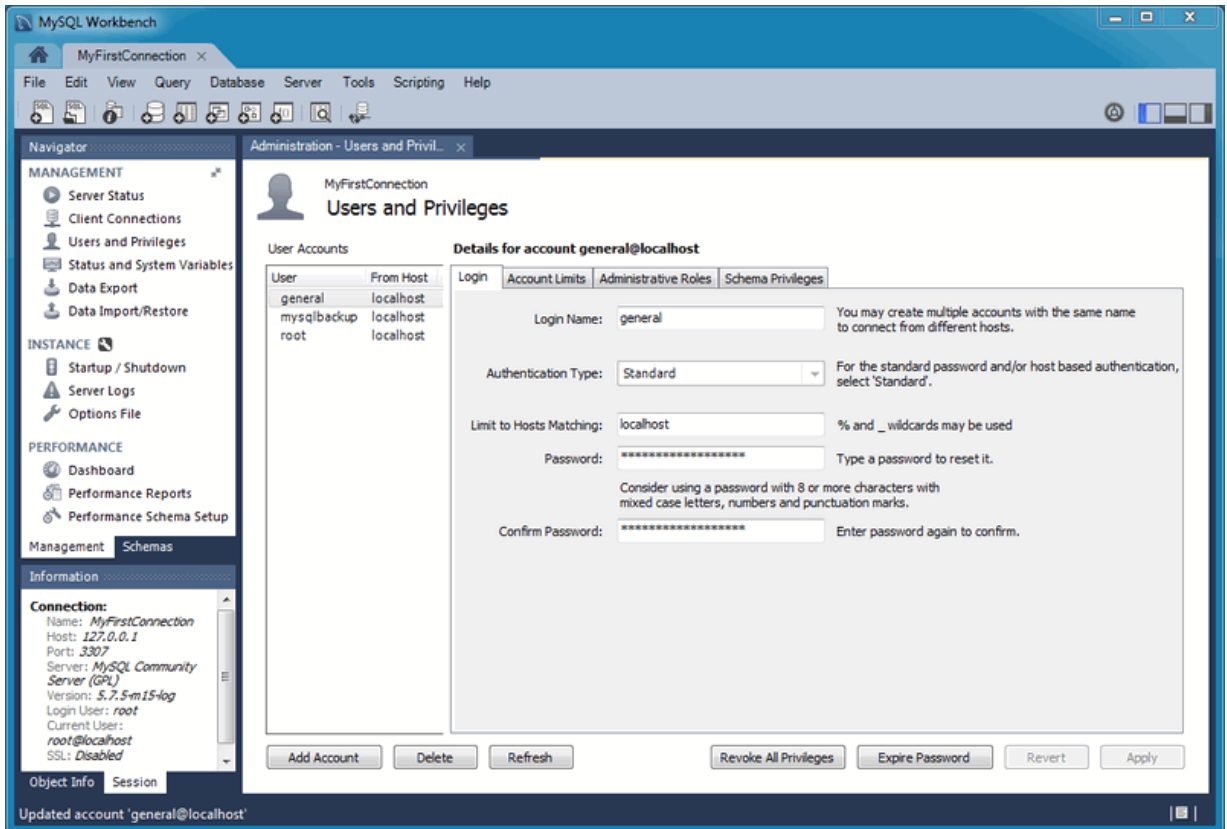 MySQL Workbench
MyFirstConnection
File Edit View Query Database Server Tools Scripting Help
Navigator
MANAGEMENT
Server Status
Client Connections
Users and Privileges
Status and System Variables
Data Export
Data Import/Restore
INSTANCE
Startup / Shutdown
Server Logs
Options File
PERFORMANCE
Dashboard
Performance Reports
Performance Schema Setup
Management Schemas
Information
Connection:
Name: MyFirstConnection
Host: 127.0.0.1
Port: 3307
Server: MySQL Community
Server (GPL)
Version: 5.7.5-m15-log
Login User: root
Current User:
root@localhost
SSL: Disabled
Object Info Session
Administration - Users and Privil...
MyFirstConnection
Users and Privileges
User Accounts
User From Host
general localhost
mysqlbackup localhost
root localhost
Details for account general@localhost
Login Account Limits Administrative Roles Schema Privileges
Login Name: general You may create multiple accounts with the same name
to connect from different hosts.
Authentication Type: Standard For the standard password and/or host based authentication,
select 'Standard'.
Limit to Hosts Matching: localhost % and _ wildcards may be used
Password: ****************** Type a password to reset it.
Consider using a password with 8 or more characters with
mixed case letters, numbers and punctuation marks.
Confirm Password: ****************** Enter password again to confirm.
Add Account Delete Refresh Revoke All Privileges Expire Password Revert Apply
Updated account 'general@localhost'